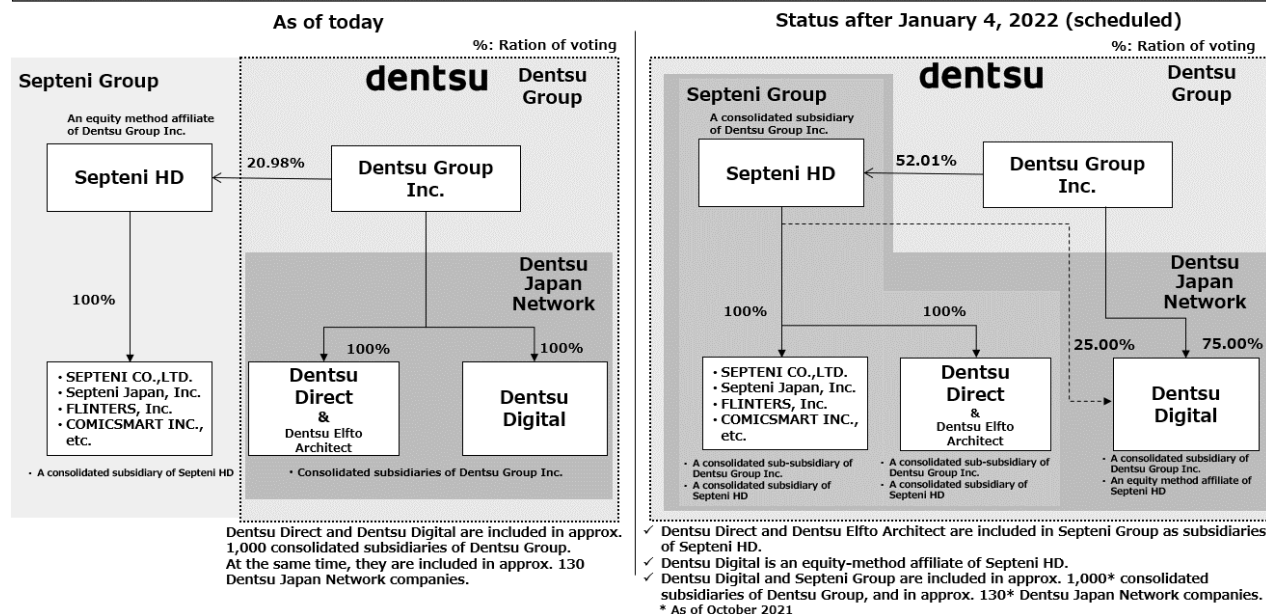 As of today
%: Ration of voting
Septeni Group
dentsu
Dentsu
Group
An equity method affiliate
of Dentsu Group Inc.
Septeni HD
20.98%
Dentsu Group
Inc.
Dentsu
Japan
Network
100%
100%
100%
・SEPTENI CO.,LTD.
・Septeni Japan, Inc.
・FLINTERS, Inc.
・COMICSMART INC.,
etc.
Dentsu
Direct
&
Dentsu Elfto
Architect
Dentsu
Digital
・A consolidated subsidiary of Septeni HD
・Consolidated subsidiaries of Dentsu Group Inc.
Dentsu Direct and Dentsu Digital are included in approx.
1,000 consolidated subsidiaries of Dentsu Group.
At the same time, they are included in approx. 130
Dentsu Japan Network companies.
Status after January 4, 2022 (scheduled)
%: Ration of voting
dentsu
Dentsu
Group
Septeni Group
A consolidated subsidiary
of Dentsu Group Inc.
Septeni HD
52.01%
Dentsu Group
Inc.
Dentsu
Japan
Network
100%
100%
25.00%
75.00%
・SEPTENI CO.,LTD.
・Septeni Japan, Inc.
・FLINTERS, Inc.
・COMICSMART INC.,
etc.
Dentsu
Direct
&
Dentsu Elfto
Architect
Dentsu
Digital
・A consolidated sub-subsidiary of
Dentsu Group Inc.
・A consolidated subsidiary of
Septeni HD
・A consolidated sub-subsidiary of
Dentsu Group Inc.
・A consolidated subsidiary of
Septeni HD
・A consolidated subsidiary of
Dentsu Group Inc.
・An equity method affiliate of
Septeni HD
✓ Dentsu Direct and Dentsu Elfto Architect are included in Septeni Group as subsidiaries
of Septeni HD.
✓ Dentsu Digital is an equity-method affiliate of Septeni HD.
✓ Dentsu Digital and Septeni Group are included in approx. 1,000* consolidated
subsidiaries of Dentsu Group, and in approx. 130* Dentsu Japan Network companies.
* As of October 2021